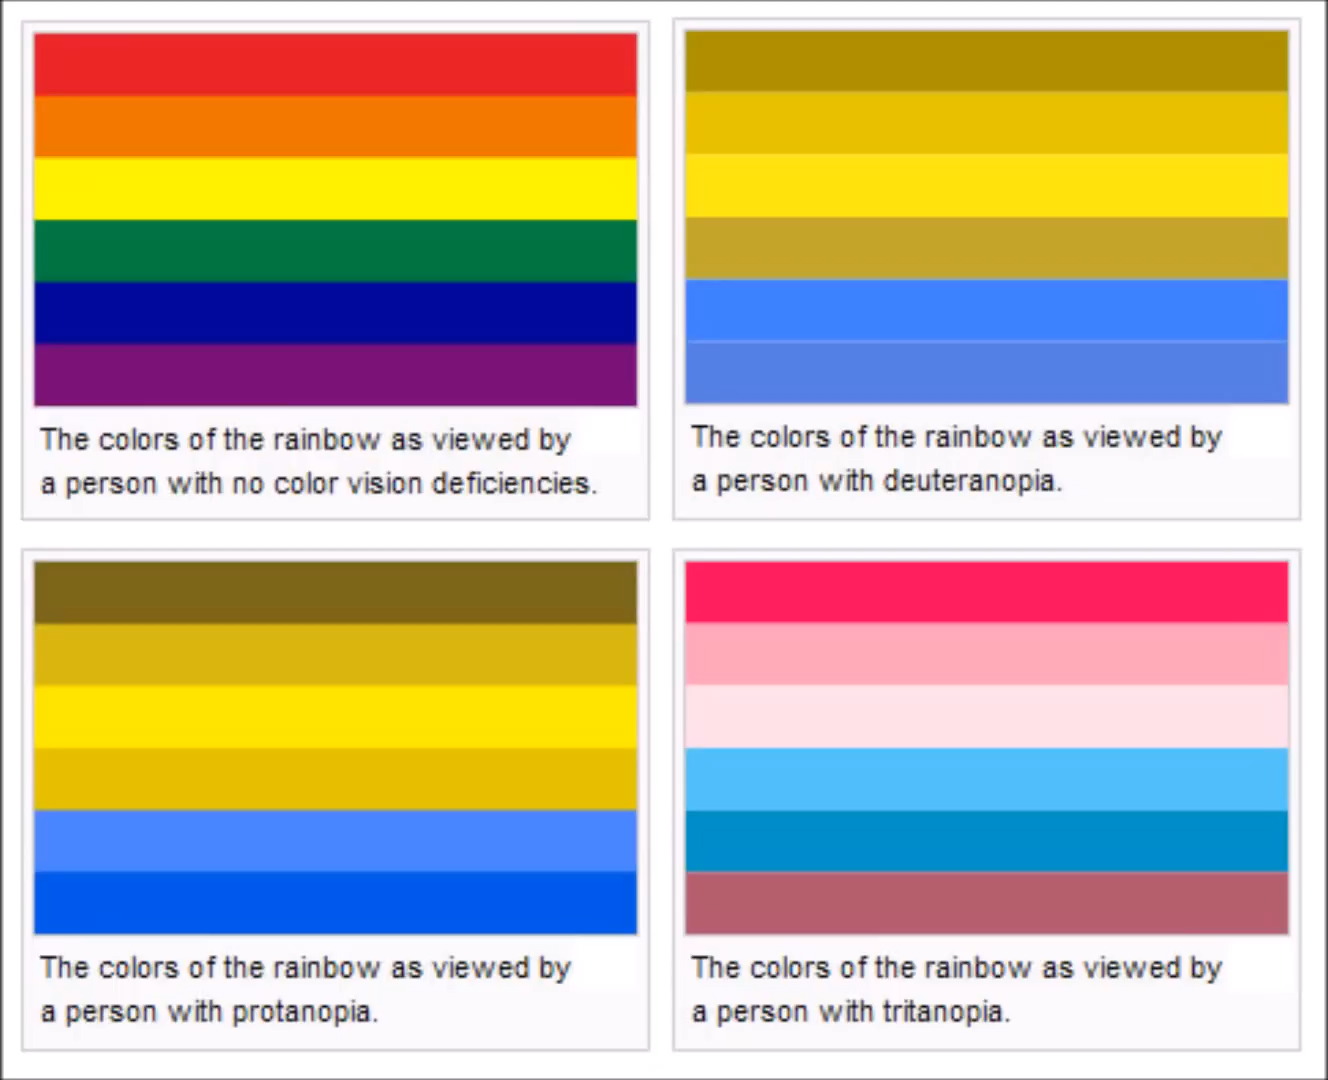 The colors of the rainbow as viewed by
a person with no color vision deficiencies.
The colors of the rainbow as viewed by
a person with deuteranopia.
The colors of the rainbow as viewed by
a person with protanopia.
The colors of the rainbow as viewed by
a person with tritanopia.